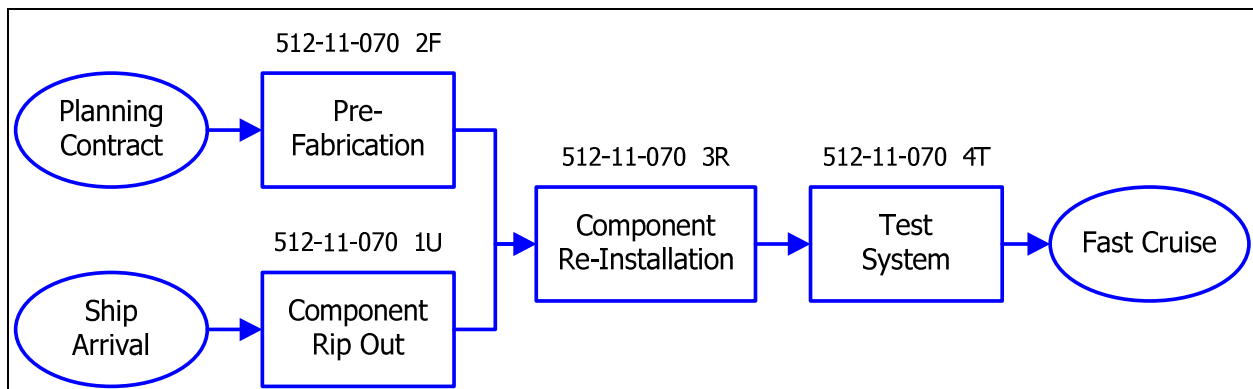 512-11-070 2F
Planning
Contract
Pre-
Fabrication
512-11-070 1U
Ship
Arrival
Component
Rip Out
512-11-070 3R
Component
Re-Installation
512-11-070 4T
Test
System
Fast Cruise